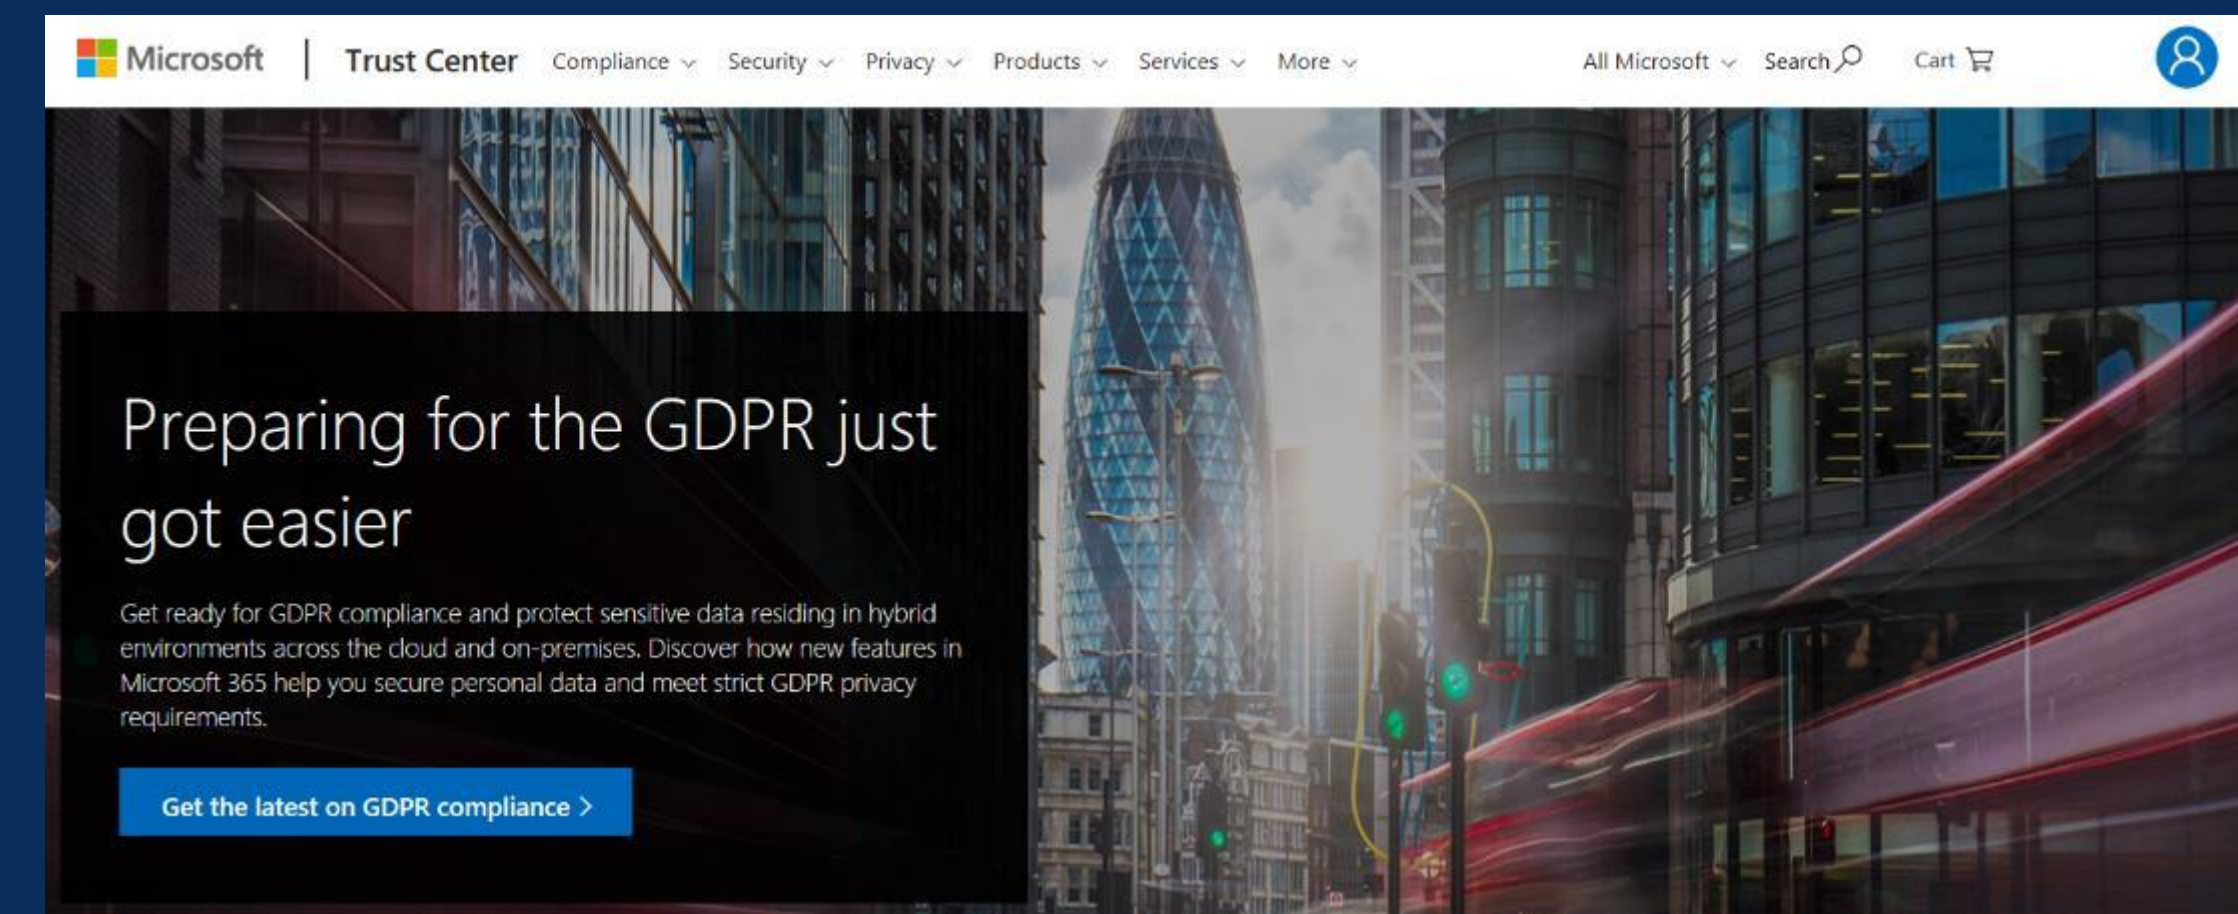 Microsoft | Trust Center Compliance Security Privacy Products Services More All Microsoft Search Cart
Preparing for the GDPR just
got easier
Get ready for GDPR compliance and protect sensitive data residing in hybrid
environments across the cloud and on-premises. Discover how new features in
Microsoft 365 help you secure personal data and meet strict GDPR privacy
requirements.
Get the latest on GDPR compliance >